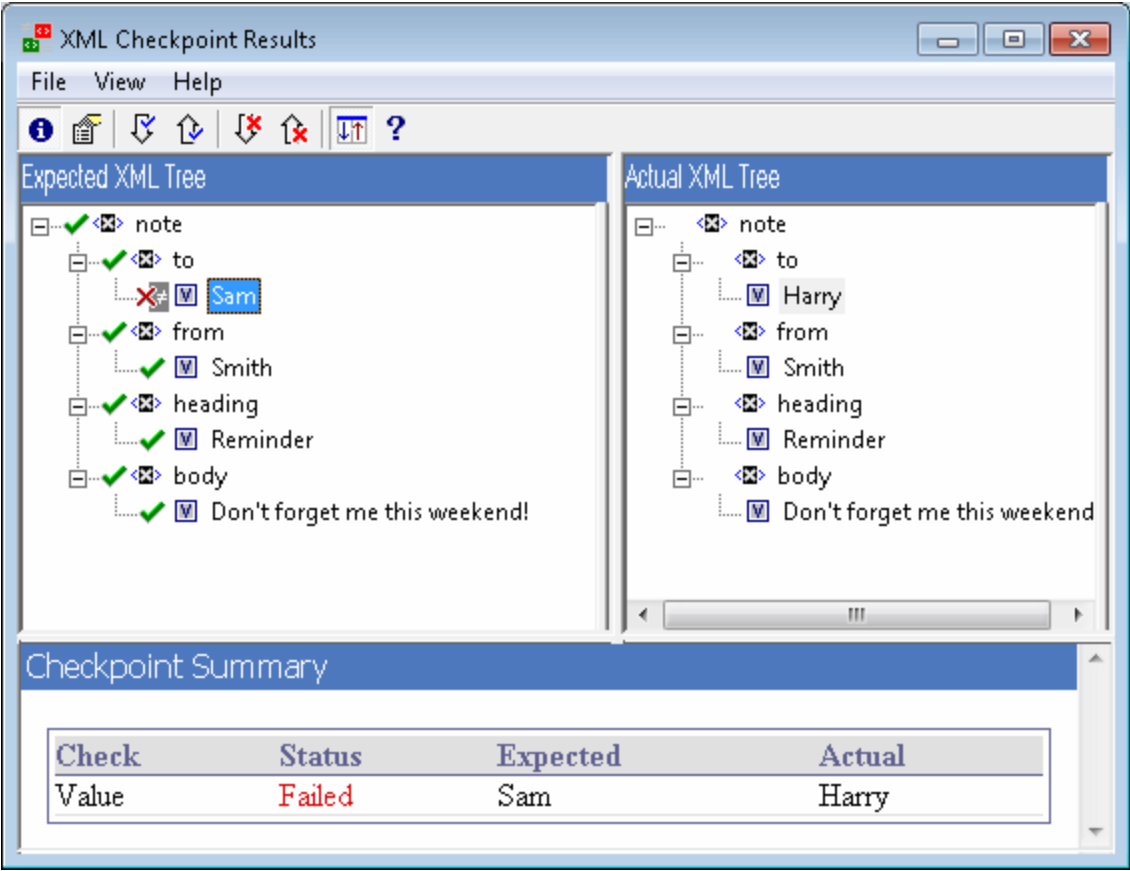 XML Checkpoint Results
File View Help
Expected XML Tree
note
to
Sam
from
Smith
heading
Reminder
body
Don't forget me this weekend!
Actual XML Tree
note
to
Harry
from
Smith
heading
Reminder
body
Don't forget me this weekend
Checkpoint Summary
Check Status Expected Actual
Value Failed Sam Harry